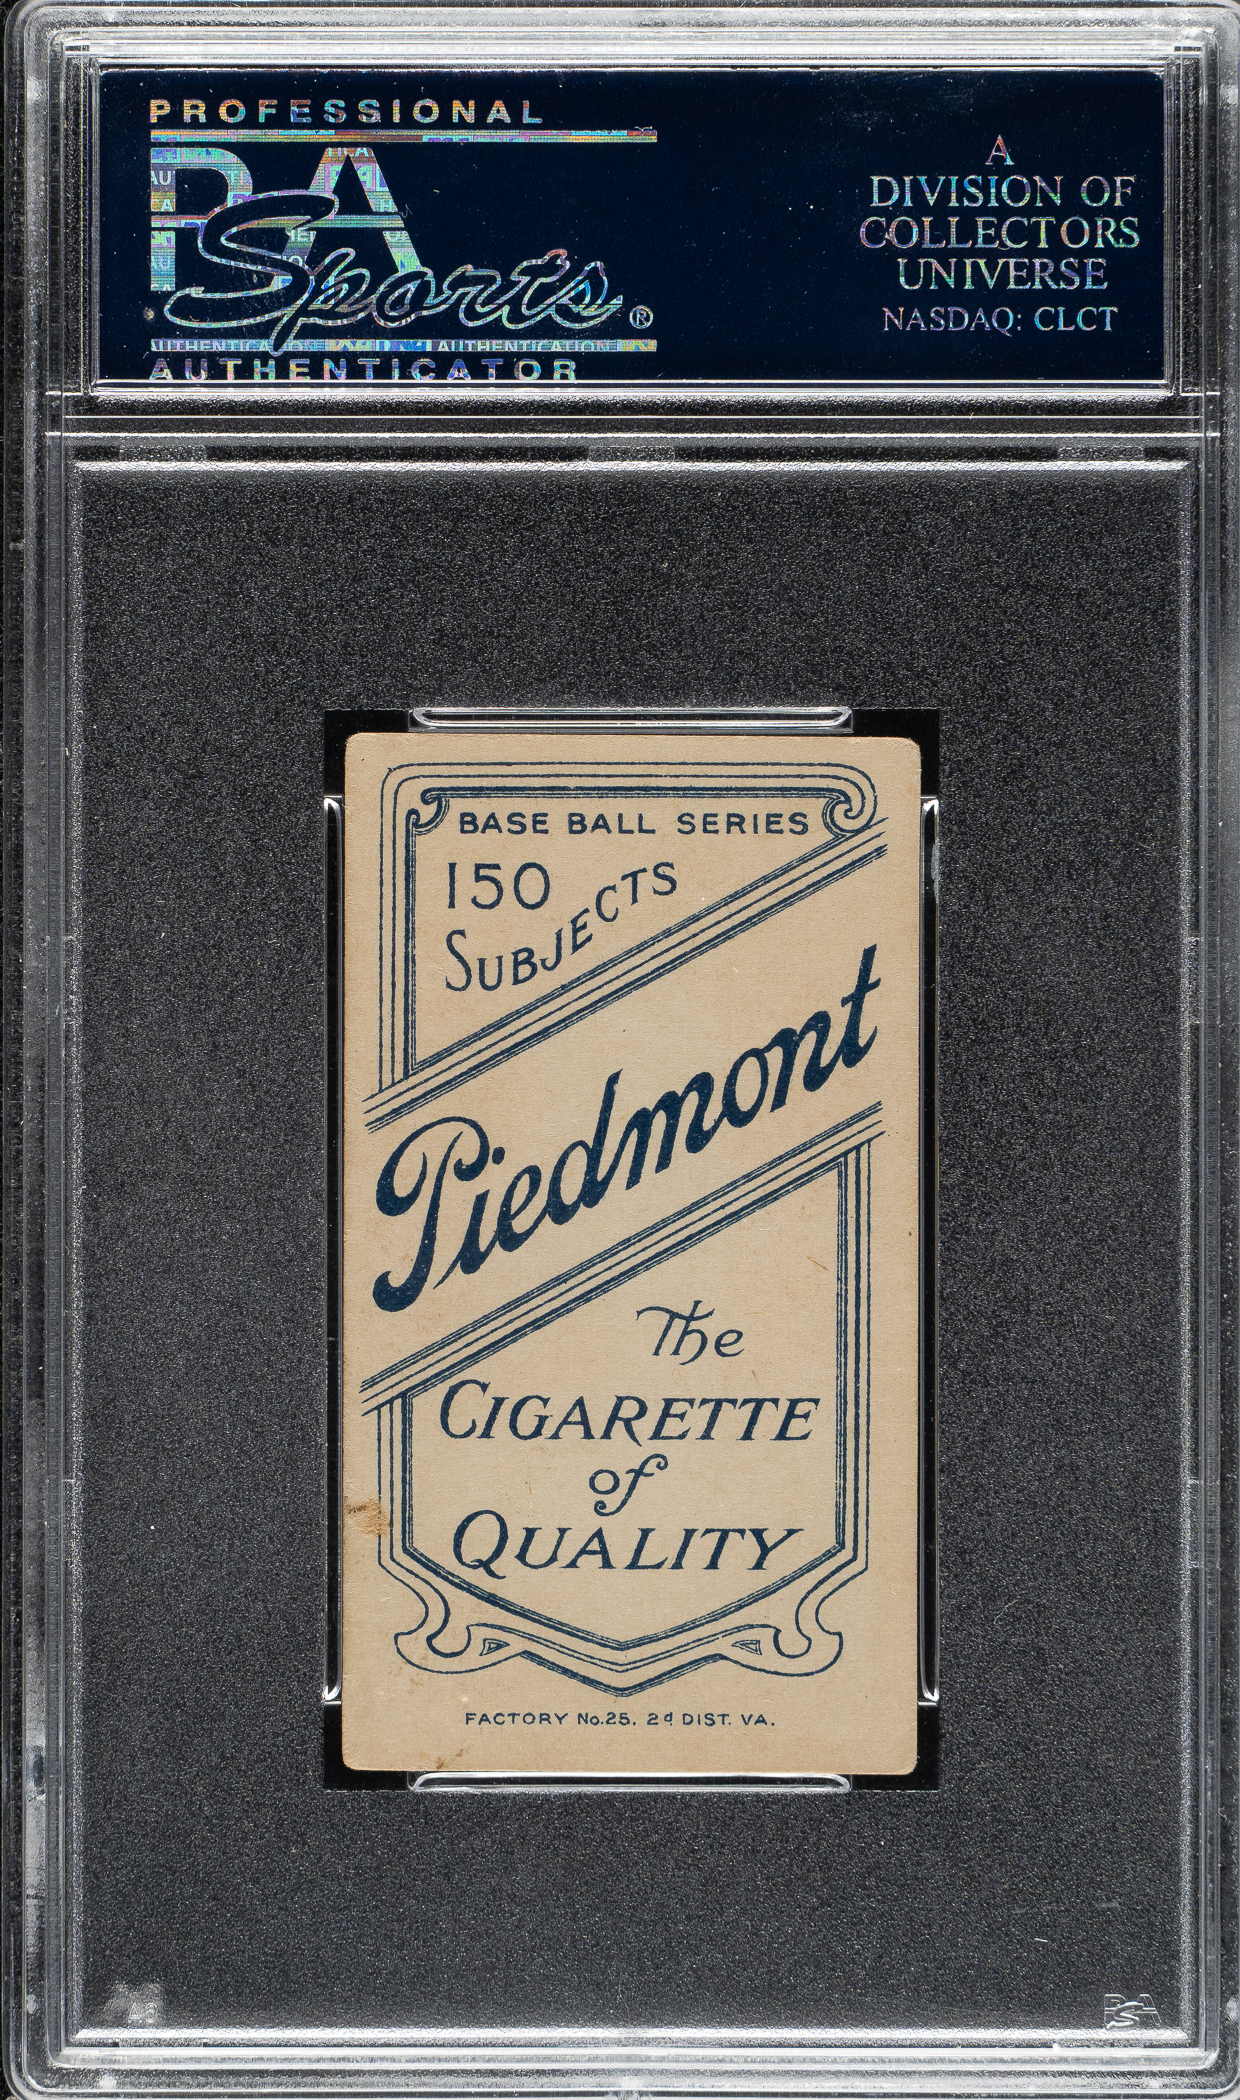 PROFESSIONAL
PSA
Sports®
AUTHENTICATOR
A
DIVISION OF
COLLECTORS
UNIVERSE
NASDAQ: CLCT
BASE BALL SERIES
150
SUBJECTS
Piedmont
The
CIGARETTE
of
QUALITY
FACTORY No.25, 2d DIST. VA.
PSA